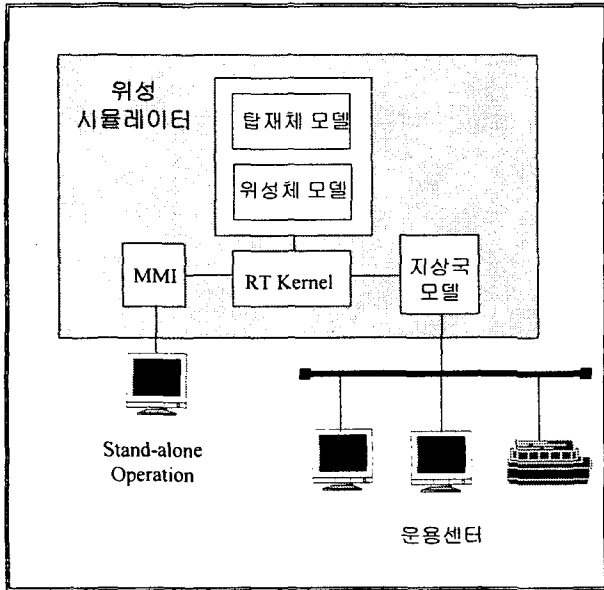 위성
시뮬레이터
탑재체 모델
위성체 모델
MMI
RT Kernel
지상국
모델
Stand-alone
Operation
운용센터